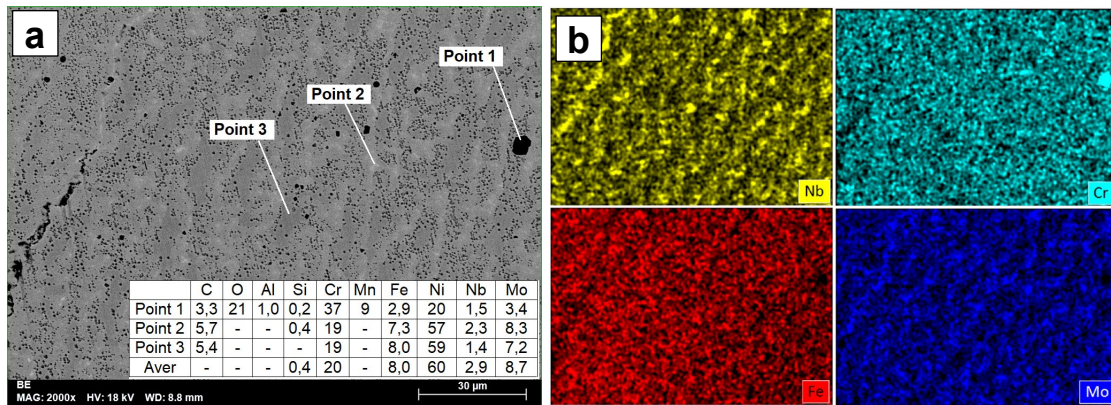 a
b
Point 1
Point 2
Point 3
C O Al Si Cr Mn Fe Ni Nb Mo
Point 1 3,3 21 1,0 0,2 37 9 2,9 20 1,5 3,4
Point 2 5,7 - - 0,4 19 - 7,3 57 2,3 8,3
Point 3 5,4 - - - 19 - 8,0 59 1,4 7,2
Aver - - - 0,4 20 - 8,0 60 2,9 8,7
BE
MAG: 2000x HV: 18 kV WD: 8.8 mm
30 µm
Nb
Cr
Fe
Mo